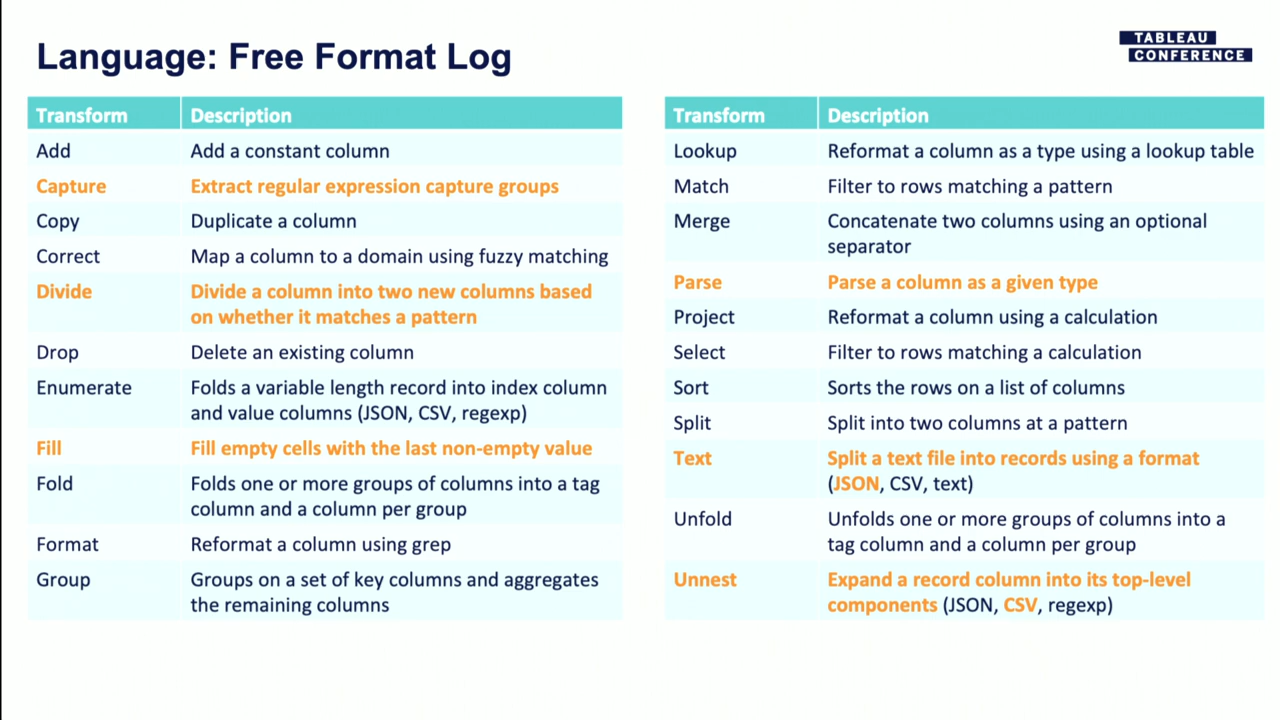 Language: Free Format Log
TABLEAU
CONFERENCE
Transform Description
Add Add a constant column
Capture Extract regular expression capture groups
Copy Duplicate a column
Correct Map a column to a domain using fuzzy matching
Divide Divide a column into two new columns based
on whether it matches a pattern
Drop Delete an existing column
Enumerate Folds a variable length record into index column
and value columns (JSON, CSV, regexp)
Fill Fill empty cells with the last non-empty value
Fold Folds one or more groups of columns into a tag
column and a column per group
Format Reformat a column using grep
Group Groups on a set of key columns and aggregates
the remaining columns
Transform Description
Lookup Reformat a column as a type using a lookup table
Match Filter to rows matching a pattern
Merge Concatenate two columns using an optional
separator
Parse Parse a column as a given type
Project Reformat a column using a calculation
Select Filter to rows matching a calculation
Sort Sorts the rows on a list of columns
Split Split into two columns at a pattern
Text Split a text file into records using a format
(JSON, CSV, text)
Unfold Unfolds one or more groups of columns into a
tag column and a column per group
Unnest Expand a record column into its top-level
components (JSON, CSV, regexp)